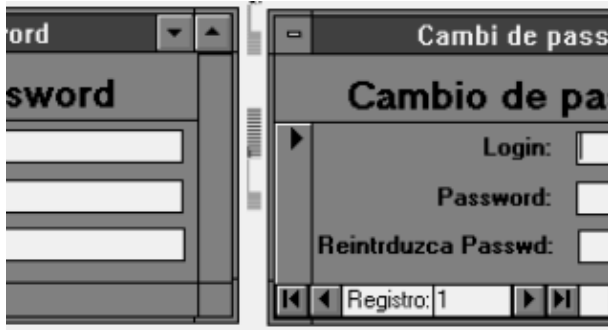 ord
sword
Cambi de pass
Cambio de pa
Login:
Password:
Reintrduzca Passwd:
Registro: 1